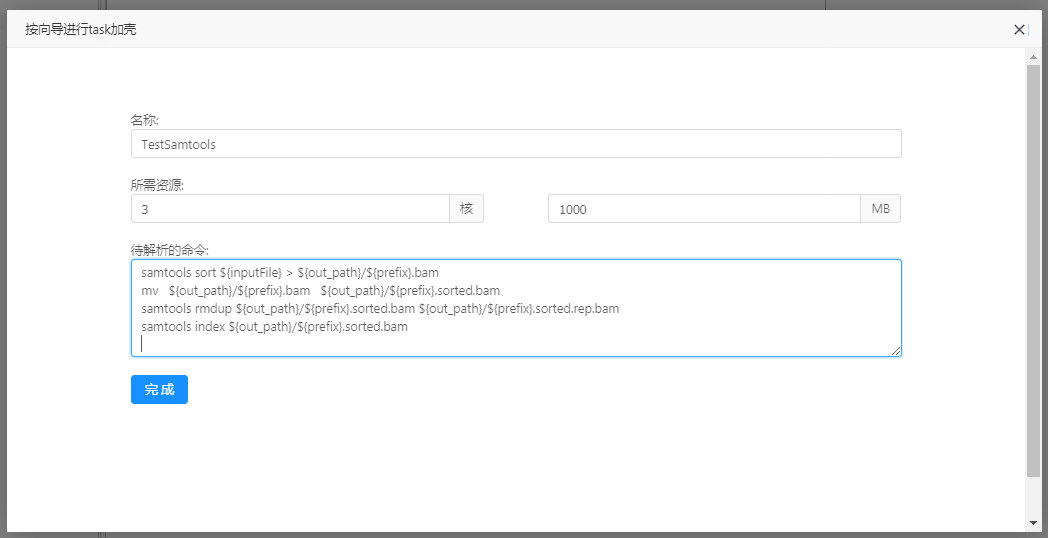 按向导进行task加壳
名称:
TestSamtools
所需资源:
3 核 1000 MB
待解析的命令:
samtools sort ${inputFile} > ${out_path}/${prefix}.bam
mv   ${out_path}/${prefix}.bam   ${out_path}/${prefix}.sorted.bam
samtools rmdup ${out_path}/${prefix}.sorted.bam ${out_path}/${prefix}.sorted.rep.bam
samtools index ${out_path}/${prefix}.sorted.bam
完成